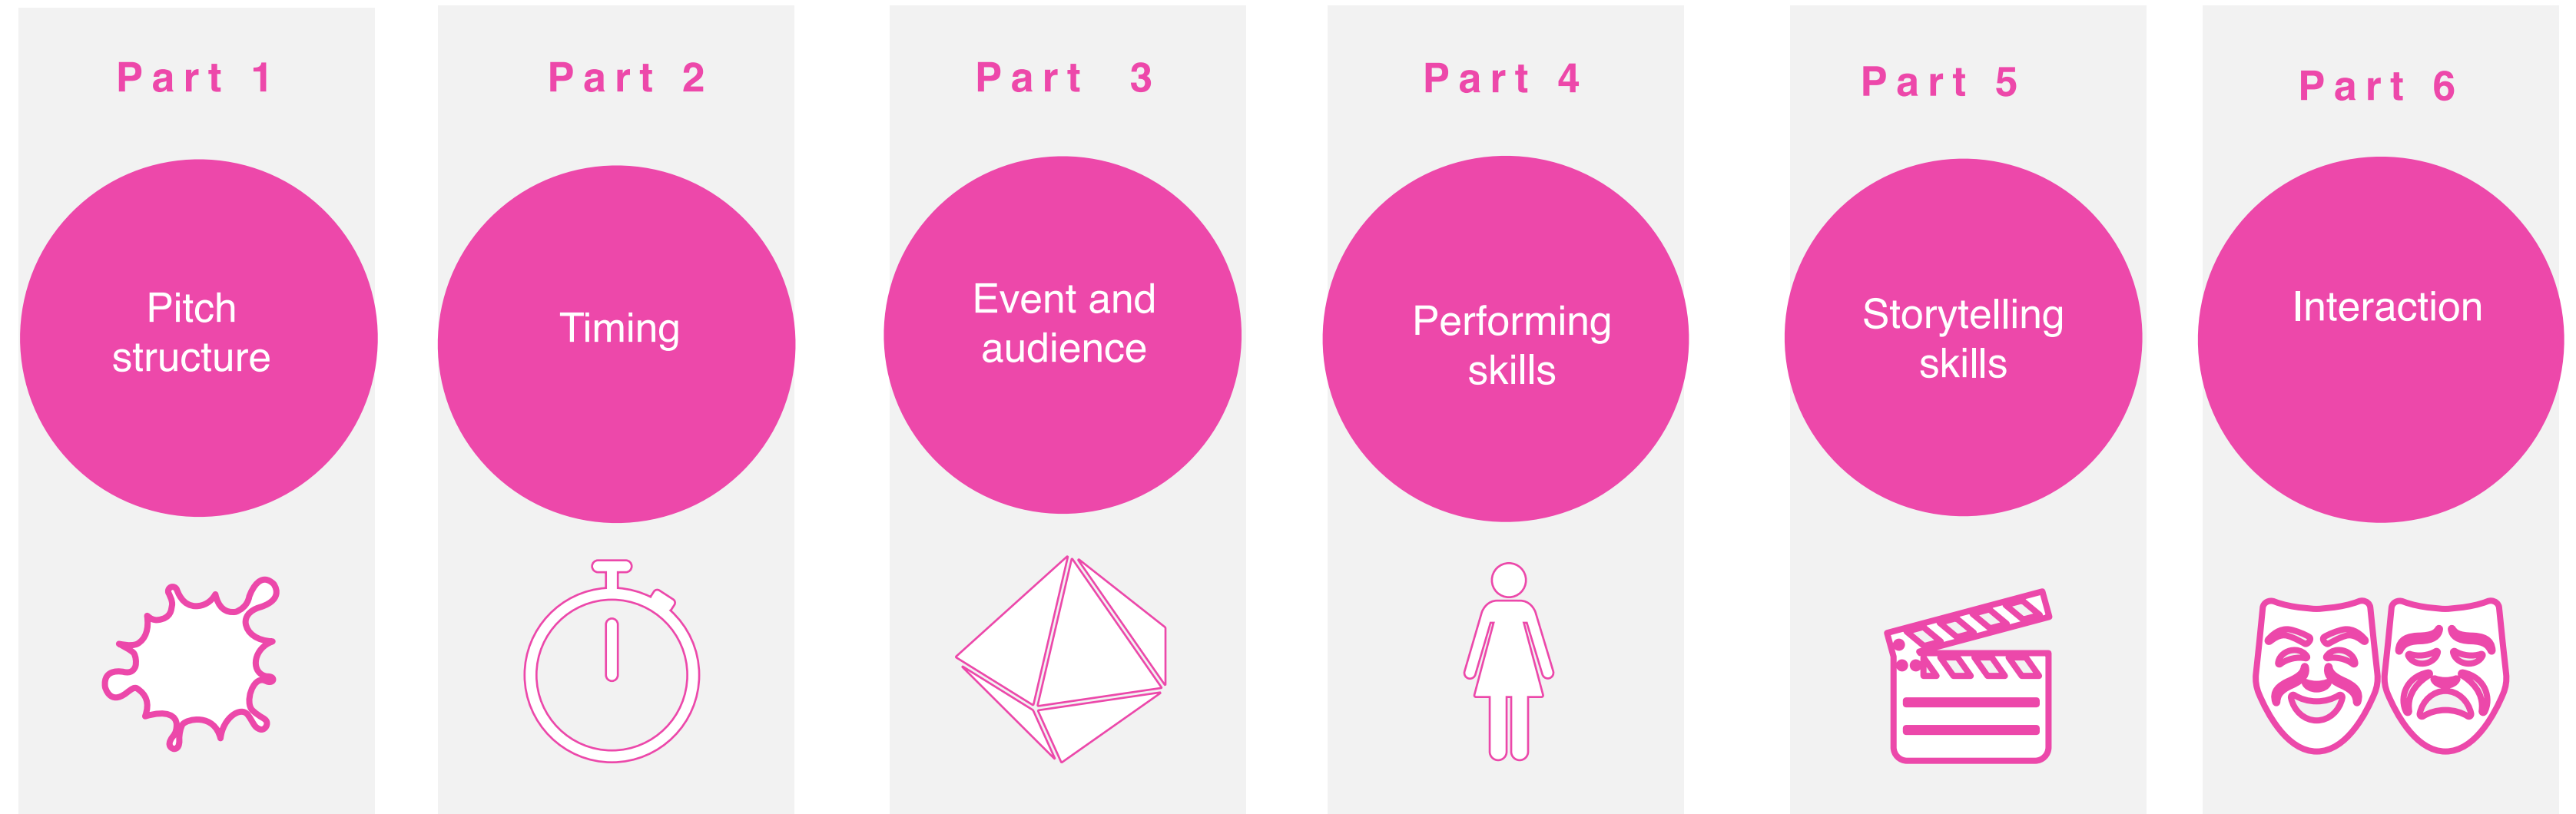 Part 1
Pitch
structure
Part 2
Timing
Part 3
Event and
audience
Part 4
Performing
skills
Part 5
Storytelling
skills
Part 6
Interaction